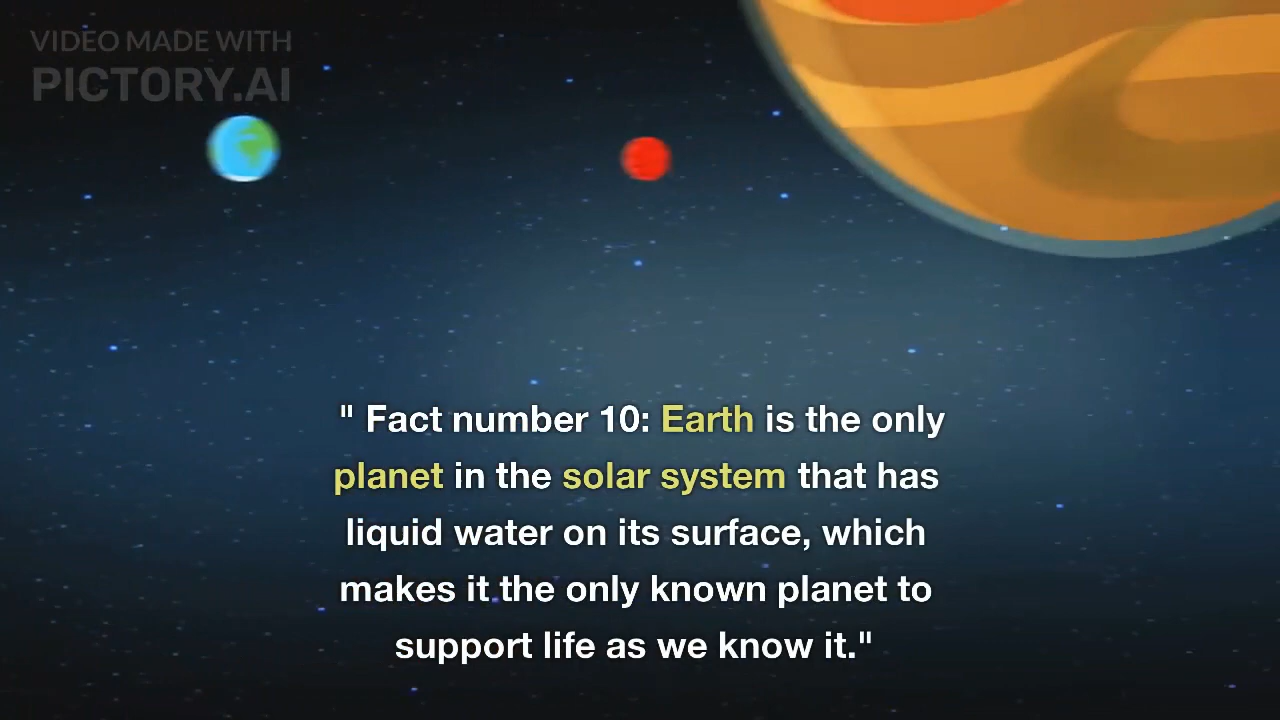 VIDEO MADE WITH
PICTORY.AI
" Fact number 10: Earth is the only
planet in the solar system that has
liquid water on its surface, which
makes it the only known planet to
support life as we know it."